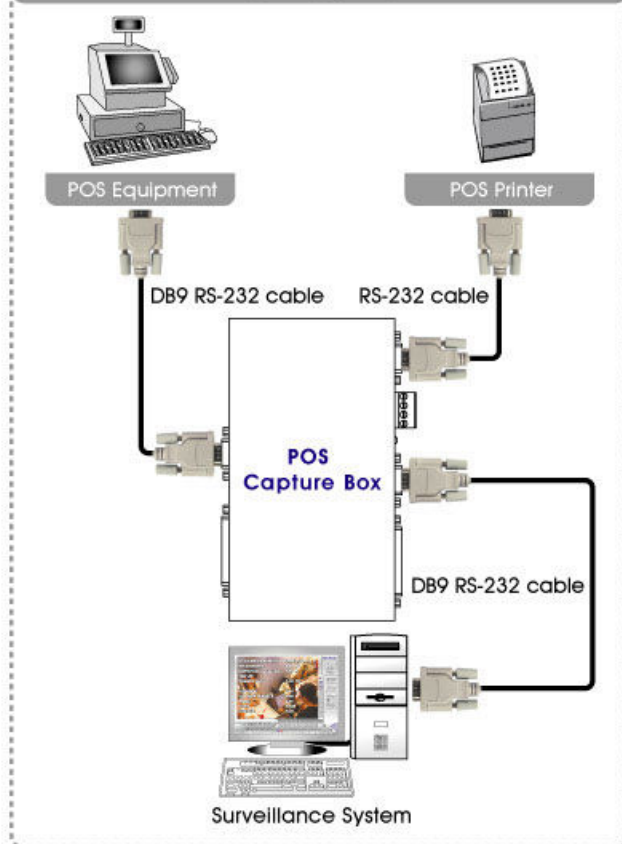 POS Equipment
POS Printer
DB9 RS-232 cable
RS-232 cable
POS
Capture Box
DB9 RS-232 cable
Surveillance System